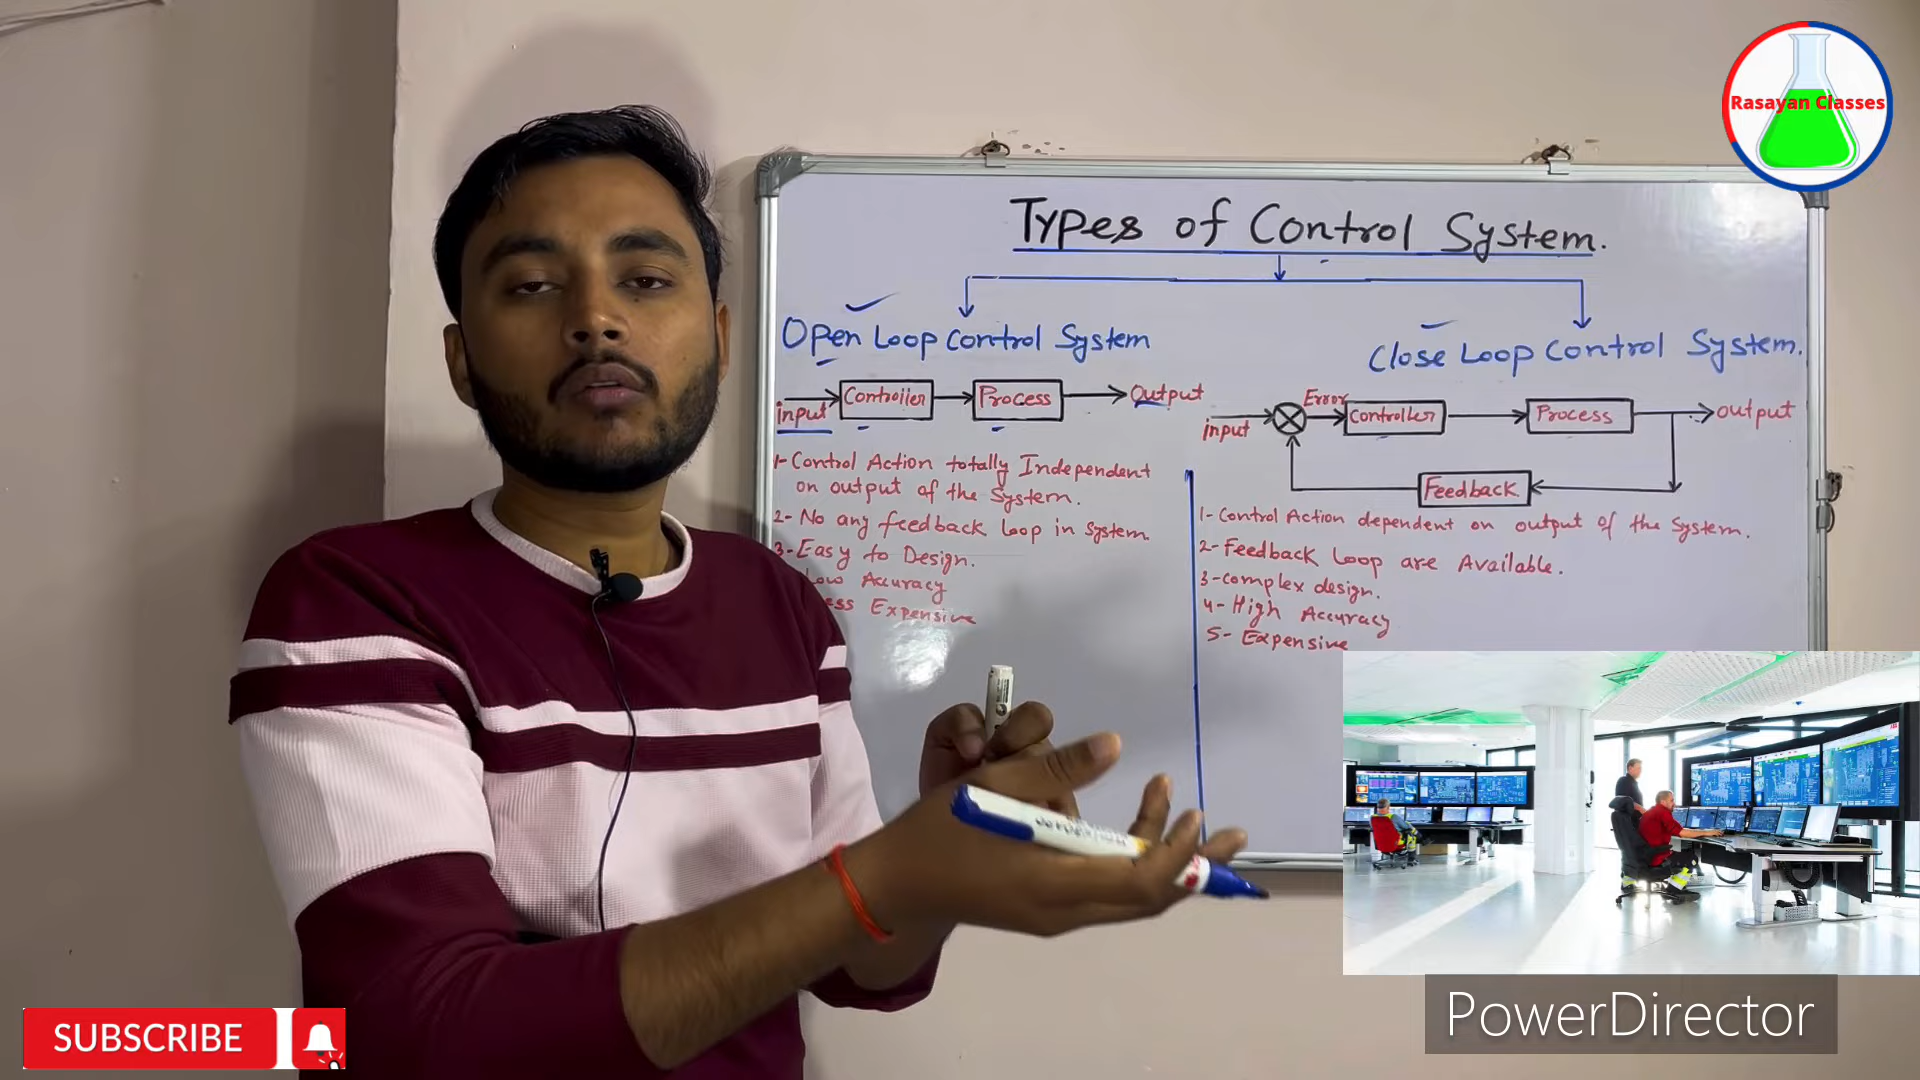 Rasayan Classes
Types of Control System.
Open Loop Control System
input
Controller
Process
Output
1- Control Action totally Independent
on output of the System.
2- No any feedback loop in system
3- Easy to Design.
Low Accuracy
Expensive
Close Loop Control System.
input
Error
Controller
Process
output
Feedback
1- Control Action dependent on output of the System.
2- Feedback Loop are Available.
3- complex design.
4- High Accuracy
5- Expensive
SUBSCRIBE
PowerDirector